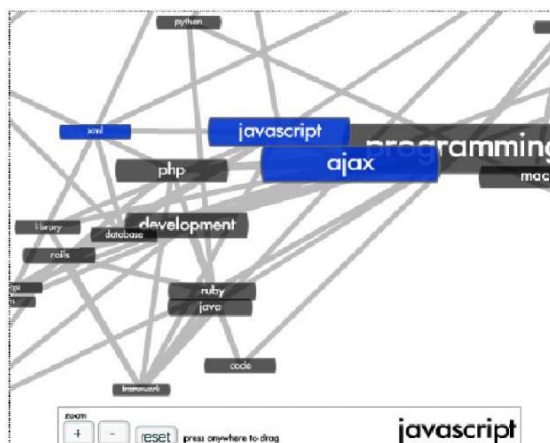 python
xml
javascript
programming
ajax
php
mac
library
development
database
rails
api
ruby
java
code
framework
zoom
+ - reset press anywhere to drag
javascript